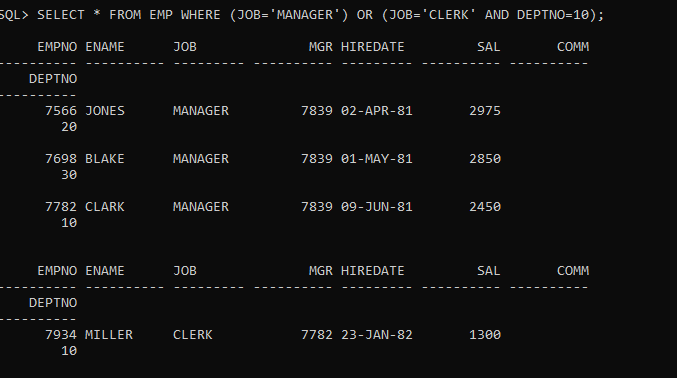 SQL> SELECT * FROM EMP WHERE (JOB='MANAGER') OR (JOB='CLERK' AND DEPTNO=10);
EMPNO ENAME JOB MGR HIREDATE SAL COMM
---------- ---------- --------- ---------- --------- ---------- ----------
DEPTNO
----------
7566 JONES MANAGER 7839 02-APR-81 2975
20
7698 BLAKE MANAGER 7839 01-MAY-81 2850
30
7782 CLARK MANAGER 7839 09-JUN-81 2450
10
EMPNO ENAME JOB MGR HIREDATE SAL COMM
---------- ---------- --------- ---------- --------- ---------- ----------
DEPTNO
----------
7934 MILLER CLERK 7782 23-JAN-82 1300
10